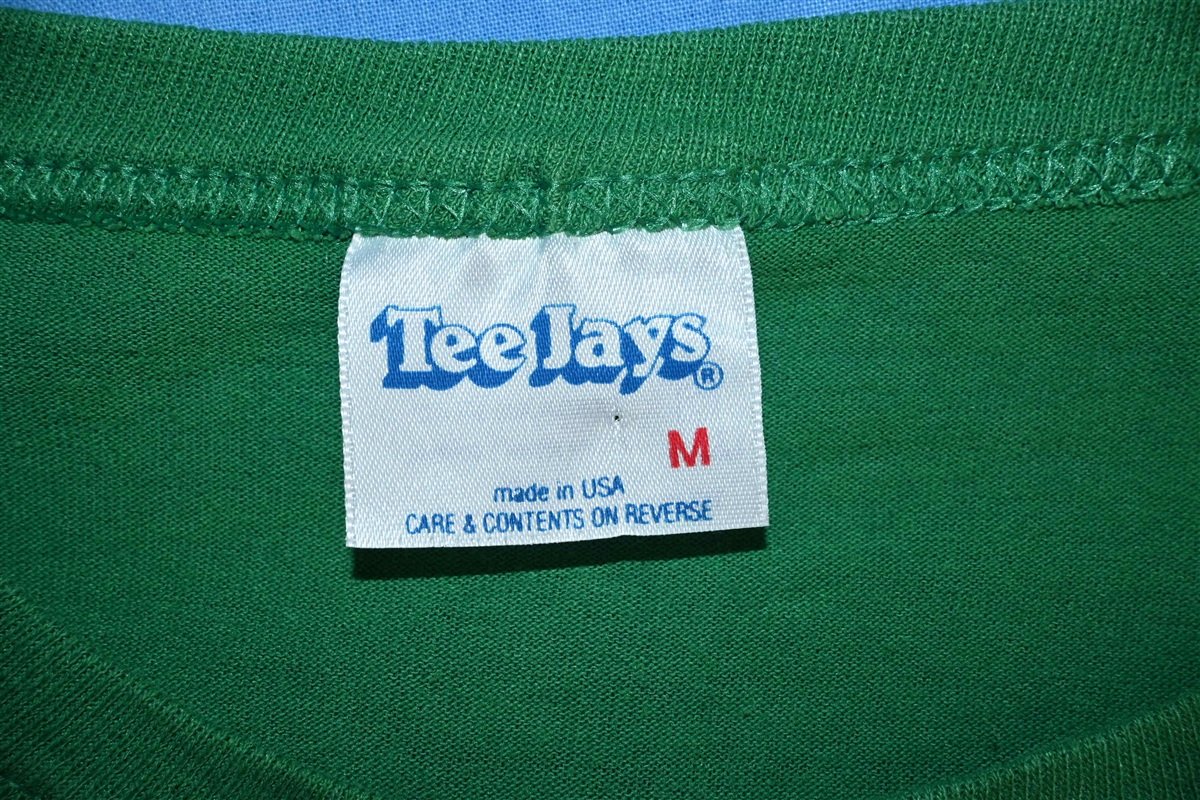 Tee Jays®
M
made in USA
CARE & CONTENTS ON REVERSE